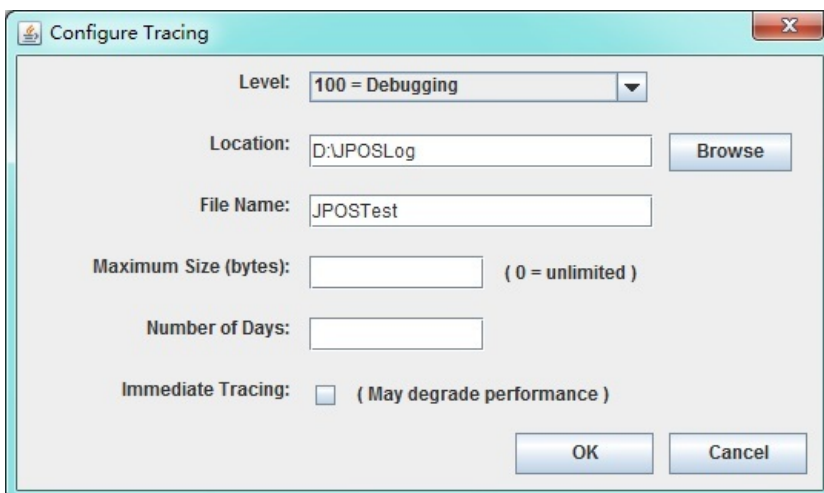 Configure Tracing
Level: 100 = Debugging
Location: D:\JPOSLog Browse
File Name: JPOSTest
Maximum Size (bytes): ( 0 = unlimited )
Number of Days:
Immediate Tracing: ( May degrade performance )
OK Cancel